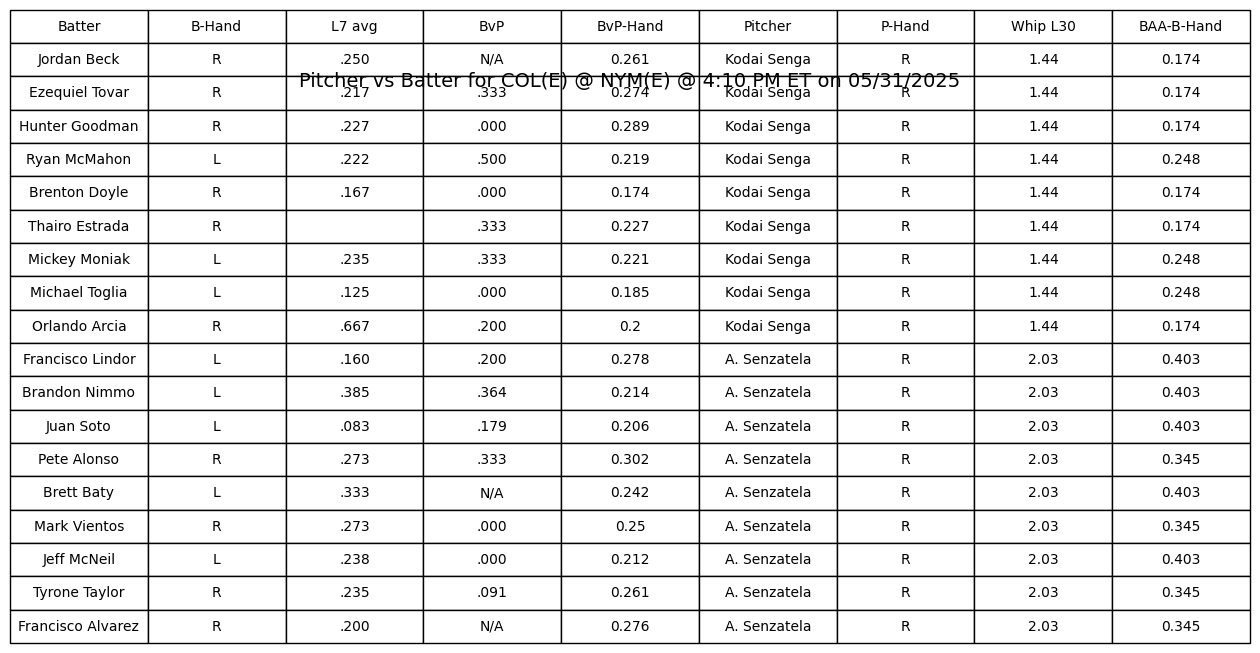 Batter B-Hand L7 avg BvP BvP-Hand Pitcher P-Hand Whip L30 BAA-B-Hand
Jordan Beck R .250 N/A 0.261 Kodai Senga R 1.44 0.174
Pitcher vs Batter for COL(E) @ NYM(E) @ 4:10 PM ET on 05/31/2025
Ezequiel Tovar R .217 .333 0.274 Kodai Senga R 1.44 0.174
Hunter Goodman R .227 .000 0.289 Kodai Senga R 1.44 0.174
Ryan McMahon L .222 .500 0.219 Kodai Senga R 1.44 0.248
Brenton Doyle R .167 .000 0.174 Kodai Senga R 1.44 0.174
Thairo Estrada R .333 0.227 Kodai Senga R 1.44 0.174
Mickey Moniak L .235 .333 0.221 Kodai Senga R 1.44 0.248
Michael Toglia L .125 .000 0.185 Kodai Senga R 1.44 0.248
Orlando Arcia R .667 .200 0.2 Kodai Senga R 1.44 0.174
Francisco Lindor L .160 .200 0.278 A. Senzatela R 2.03 0.403
Brandon Nimmo L .385 .364 0.214 A. Senzatela R 2.03 0.403
Juan Soto L .083 .179 0.206 A. Senzatela R 2.03 0.403
Pete Alonso R .273 .333 0.302 A. Senzatela R 2.03 0.345
Brett Baty L .333 N/A 0.242 A. Senzatela R 2.03 0.403
Mark Vientos R .273 .000 0.25 A. Senzatela R 2.03 0.345
Jeff McNeil L .238 .000 0.212 A. Senzatela R 2.03 0.403
Tyrone Taylor R .235 .091 0.261 A. Senzatela R 2.03 0.345
Francisco Alvarez R .200 N/A 0.276 A. Senzatela R 2.03 0.345